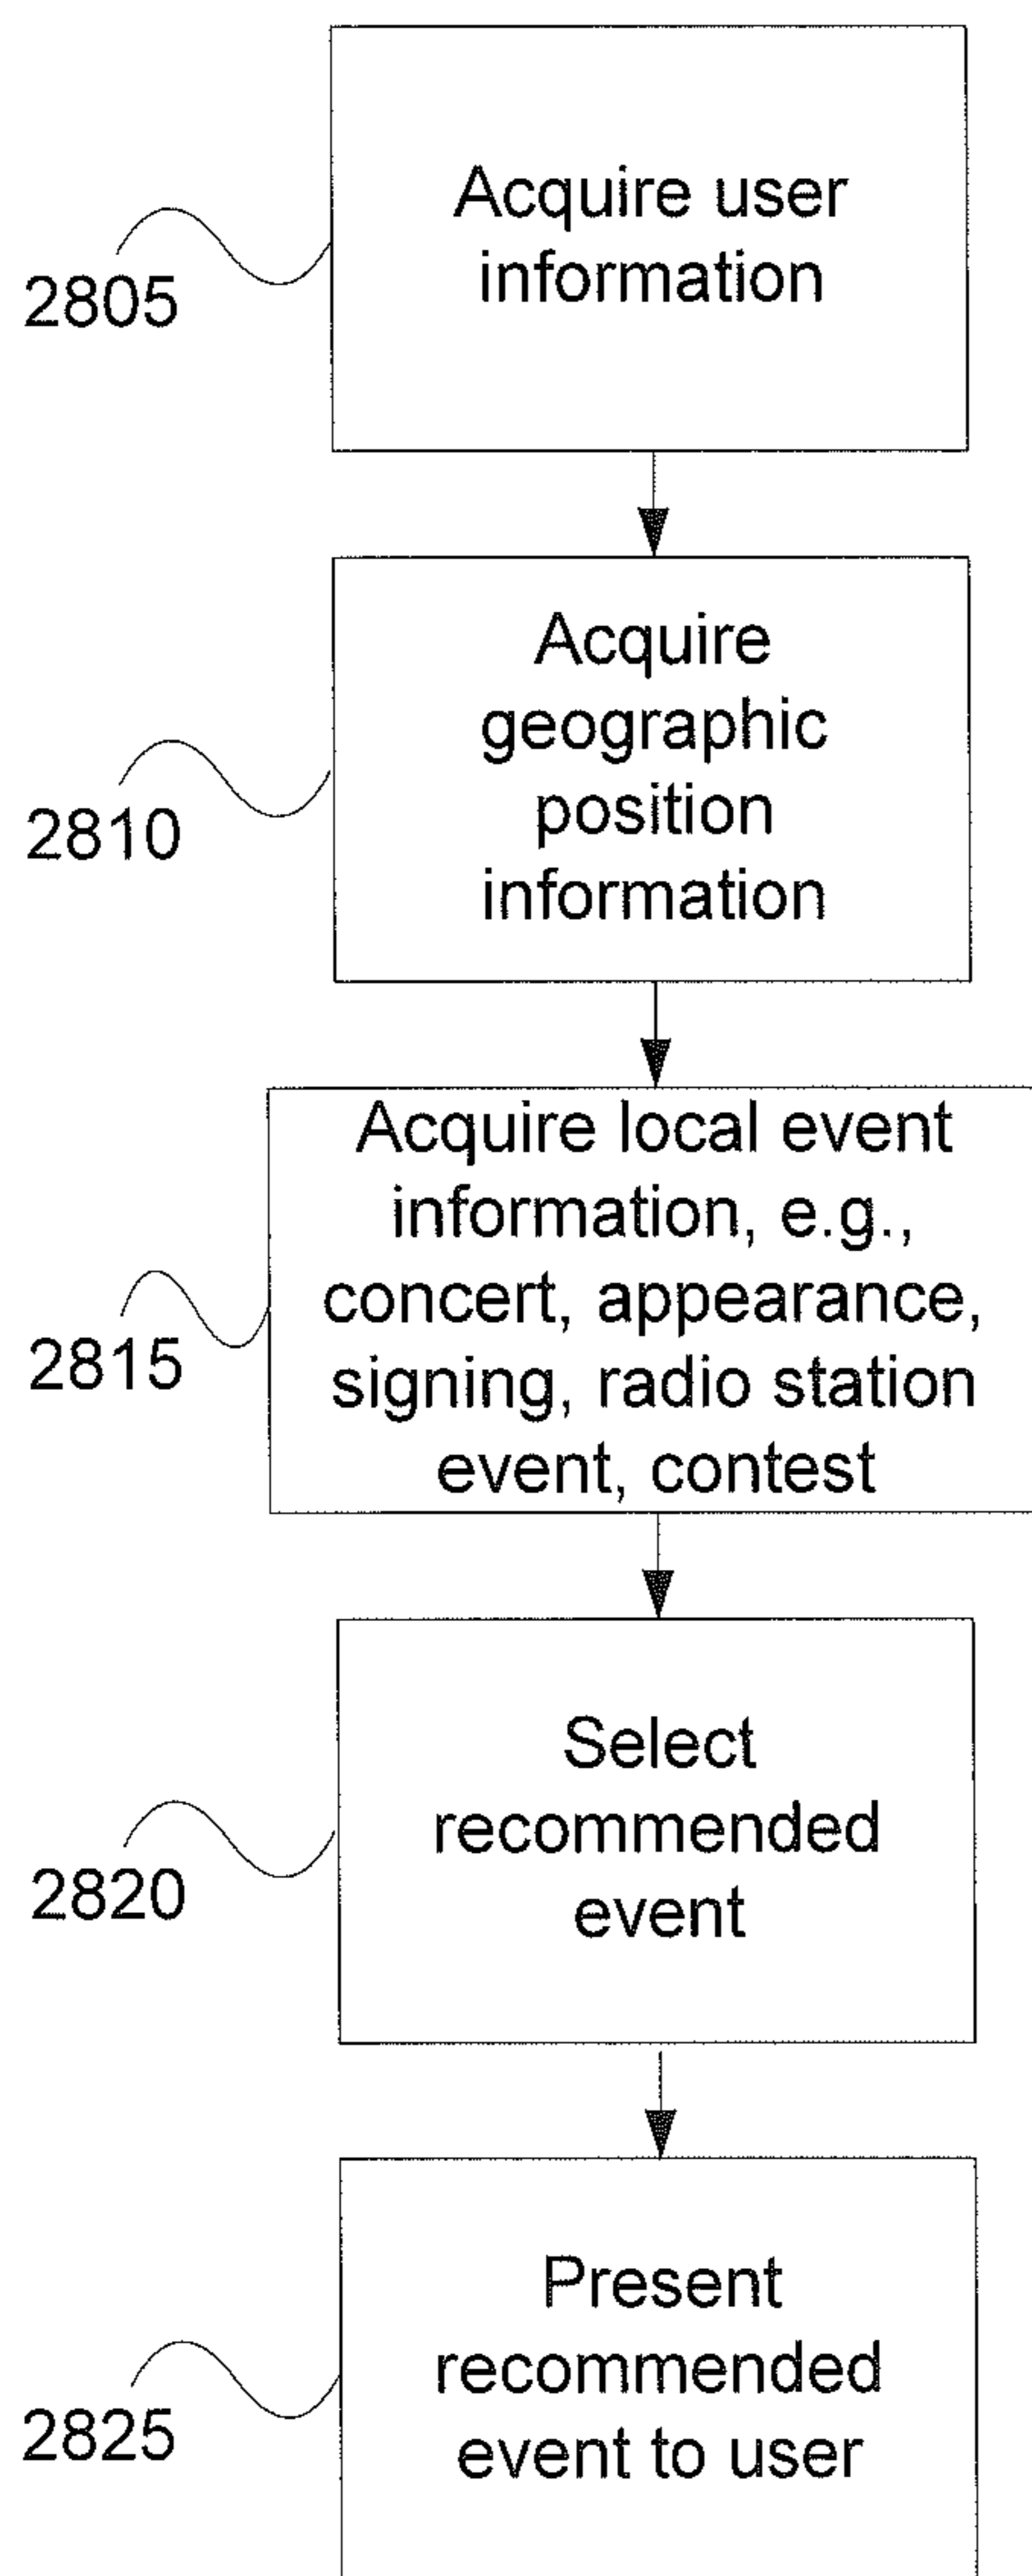 Acquire user
information
2805
Acquire
geographic
position
information
2810
Acquire local event
information, e.g.,
concert, appearance,
signing, radio station
event, contest
2815
Select
recommended
event
2820
Present
recommended
event to user
2825